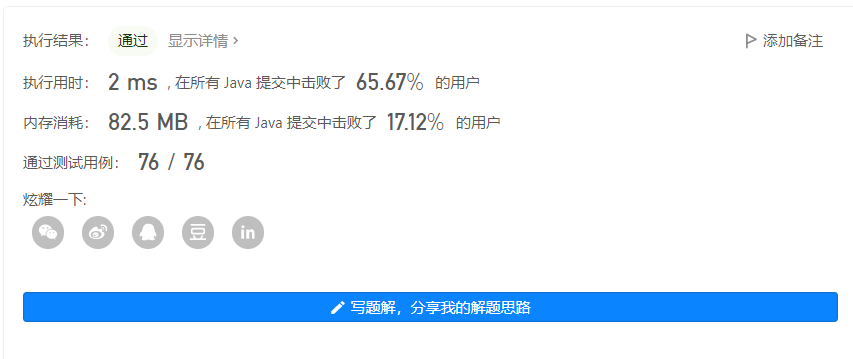 执行结果： 通过 显示详情 › 添加备注
执行用时： 2 ms , 在所有 Java 提交中击败了 65.67% 的用户
内存消耗： 82.5 MB , 在所有 Java 提交中击败了 17.12% 的用户
通过测试用例： 76 / 76
炫耀一下:
豆 in
写题解，分享我的解题思路